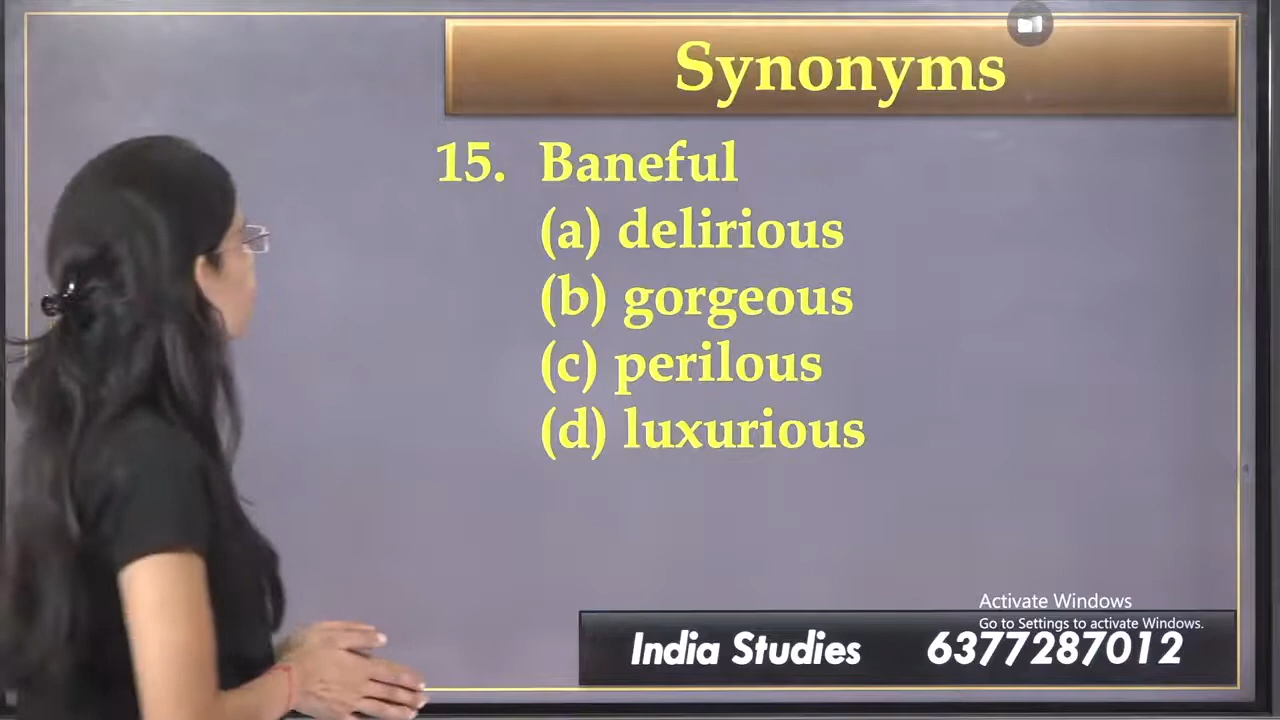 Synonyms
15. Baneful
(a) delirious
(b) gorgeous
(c) perilous
(d) luxurious
Activate Windows
Go to Settings to activate Windows.
India Studies 6377287012